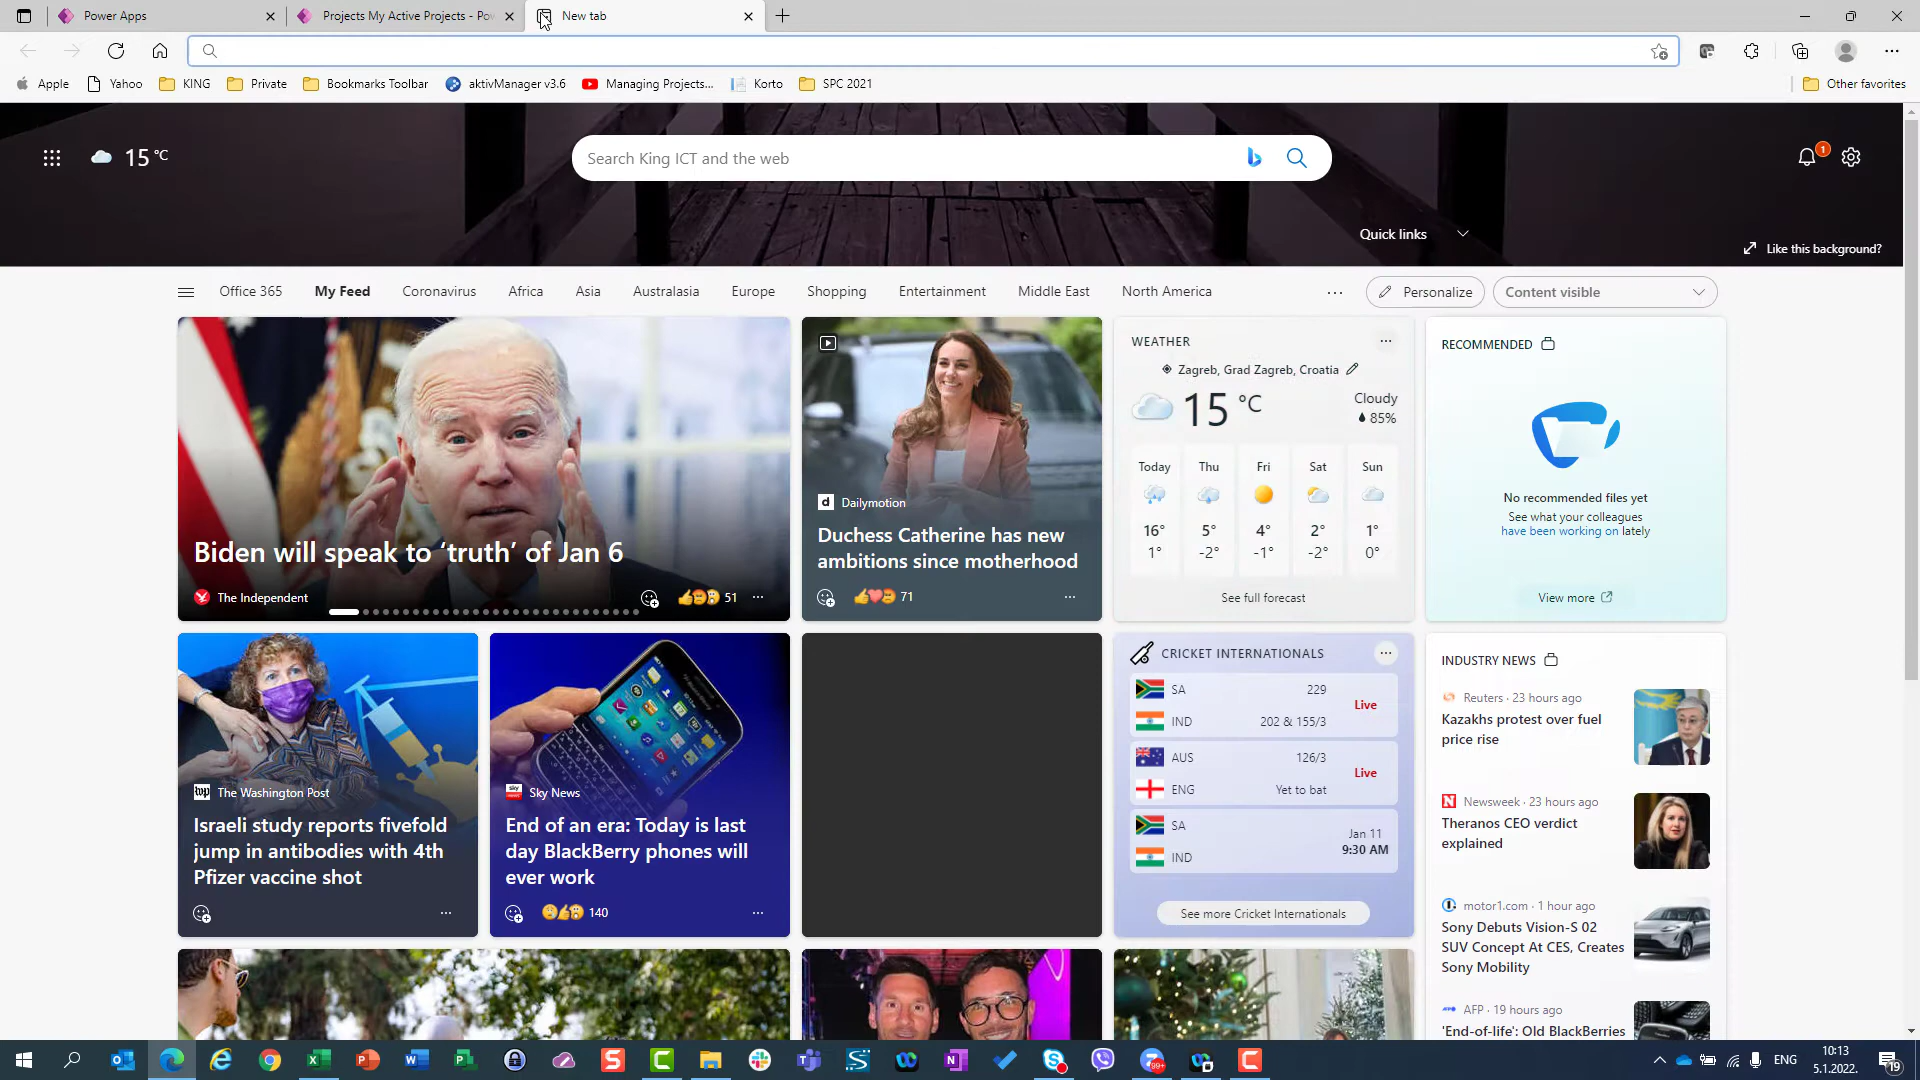 Power Apps
Projects My Active Projects - Pow
New tab
Apple
Yahoo
KING
Private
Bookmarks Toolbar
aktivManager v3.6
Managing Projects...
Korto
SPC 2021
Other favorites
15 °C
Search King ICT and the web
1
Quick links
Like this background?
Office 365
My Feed
Coronavirus
Africa
Asia
Australasia
Europe
Shopping
Entertainment
Middle East
North America
Personalize
Content visible
Biden will speak to ‘truth’ of Jan 6
The Independent
51
Dailymotion
Duchess Catherine has new
ambitions since motherhood
71
WEATHER
Zagreb, Grad Zagreb, Croatia
15 °C
Cloudy
85%
Today Thu Fri Sat Sun
16° 5° 4° 2° 1°
1° -2° -1° -2° 0°
See full forecast
RECOMMENDED
No recommended files yet
See what your colleagues
have been working on lately
View more
The Washington Post
Israeli study reports fivefold
jump in antibodies with 4th
Pfizer vaccine shot
Sky News
End of an era: Today is last
day BlackBerry phones will
ever work
140
CRICKET INTERNATIONALS
SA 229
Live
IND 202 & 155/3
AUS 126/3
Live
ENG Yet to bat
SA
Jan 11
9:30 AM
IND
See more Cricket Internationals
INDUSTRY NEWS
Reuters · 23 hours ago
Kazakhs protest over fuel
price rise
Newsweek · 23 hours ago
Theranos CEO verdict
explained
motor1.com · 1 hour ago
Sony Debuts Vision-S 02
SUV Concept At CES, Creates
Sony Mobility
AFP · 19 hours ago
'End-of-life': Old BlackBerries
99+
ENG
10:13
5.1.2022.
19